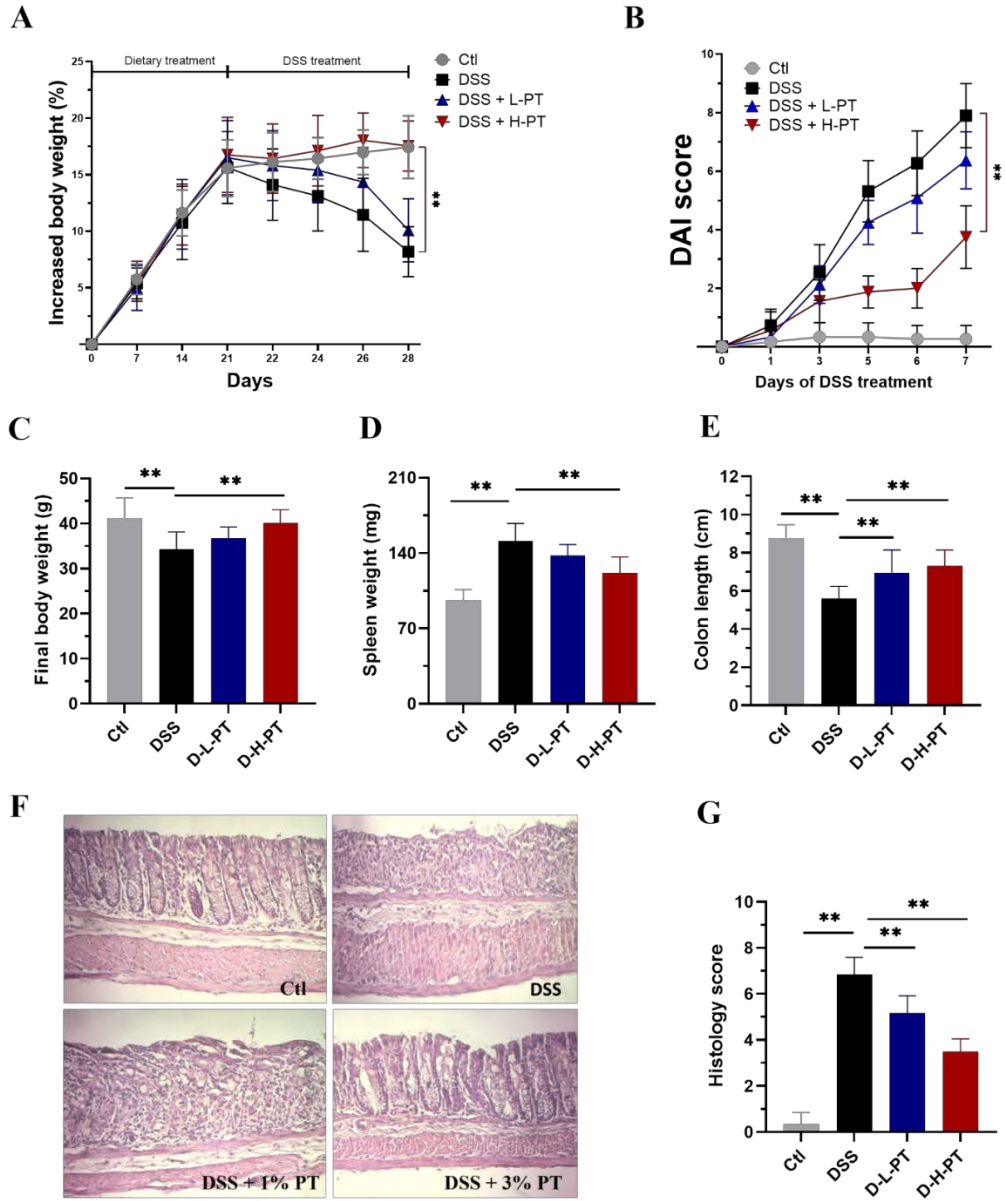 A
Dietary treatment
DSS treatment
Increased body weight (%)
25
20
15
10
5
0
7
14
21
22
24
26
28
Days
Ctl
DSS
DSS + L-PT
DSS + H-PT
**
B
DAI score
10
8
6
4
2
0
1
3
5
6
7
Days of DSS treatment
Ctl
DSS
DSS + L-PT
DSS + H-PT
**
C
Final body weight (g)
50
40
30
20
10
0
** **
Ctl
DSS
D-L-PT
D-H-PT
D
Spleen weight (mg)
210
140
70
0
** **
Ctl
DSS
D-L-PT
D-H-PT
E
Colon length (cm)
12
10
8
6
4
2
0
** **
**
Ctl
DSS
D-L-PT
D-H-PT
F
Ctl
DSS
DSS + 1% PT
DSS + 3% PT
G
Histology score
10
8
6
4
2
0
** **
**
Ctl
DSS
D-L-PT
D-H-PT